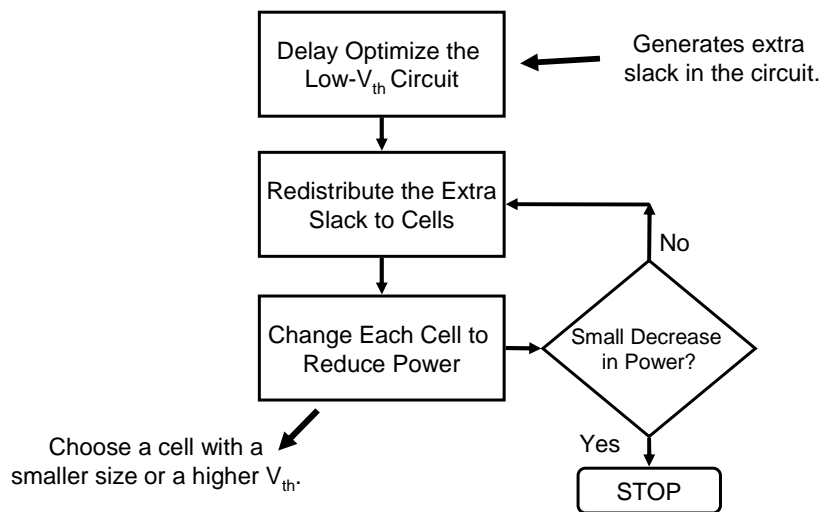 Delay Optimize the
Low-Vth Circuit
Generates extra
slack in the circuit.
Redistribute the Extra
Slack to Cells
No
Change Each Cell to
Reduce Power
Small Decrease
in Power?
Choose a cell with a
smaller size or a higher Vth.
Yes
STOP